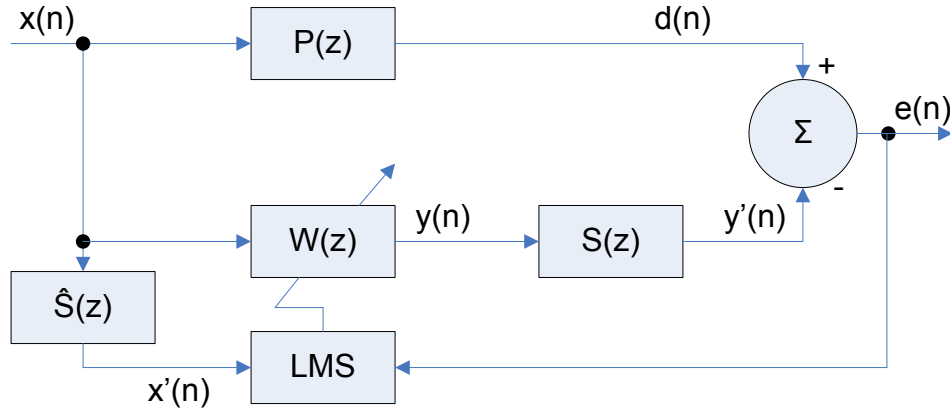 x(n)
P(z)
d(n)
+
Σ
e(n)
-
W(z)
y(n)
S(z)
y’(n)
Ŝ(z)
x’(n)
LMS